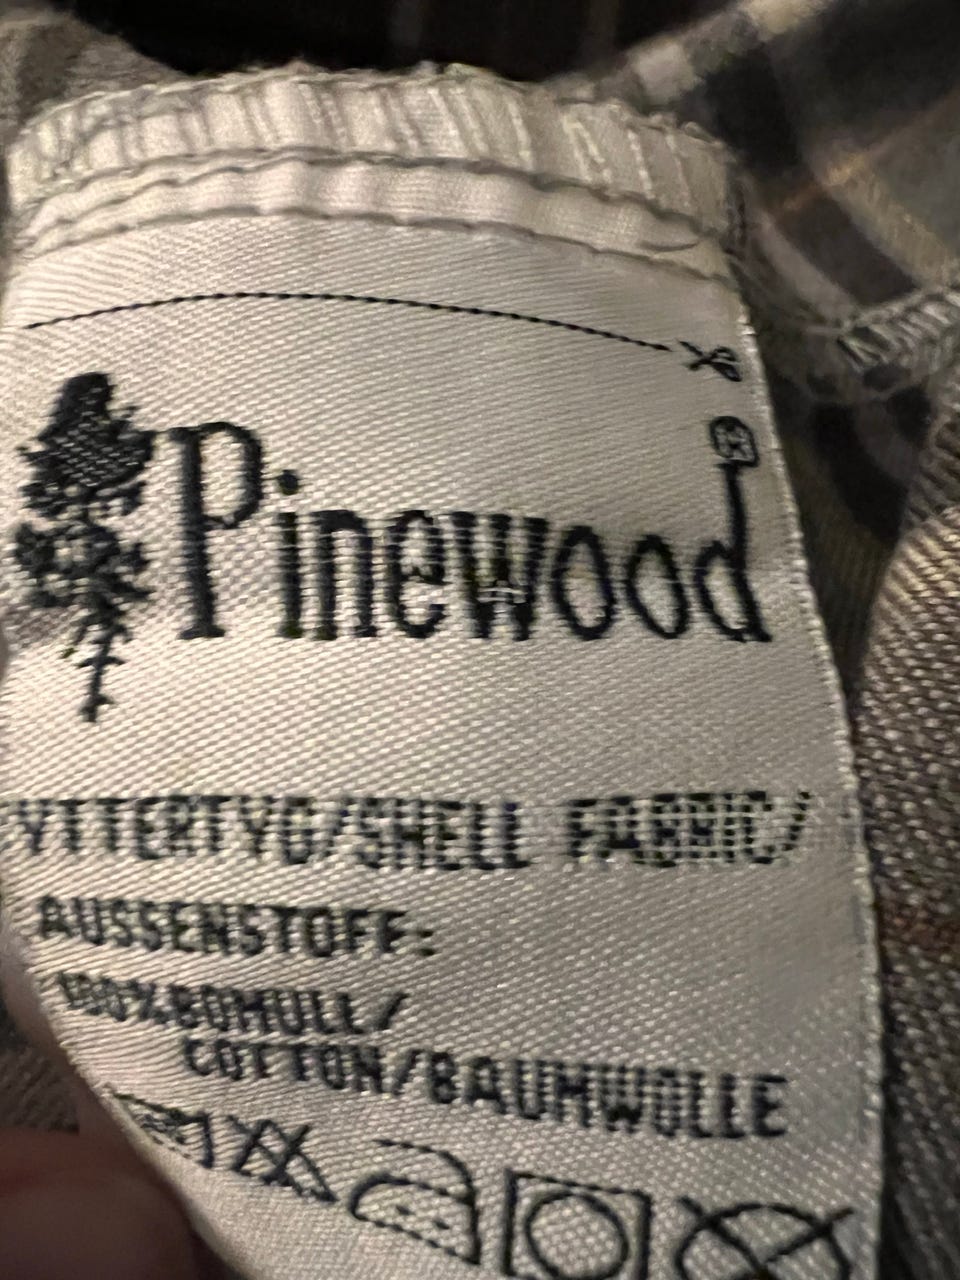 Pinewood®
YTTERTYG/SHELL FABRIC/
AUSSENSTOFF:
100%BOMULL/
COTTON/BAUMWOLLE